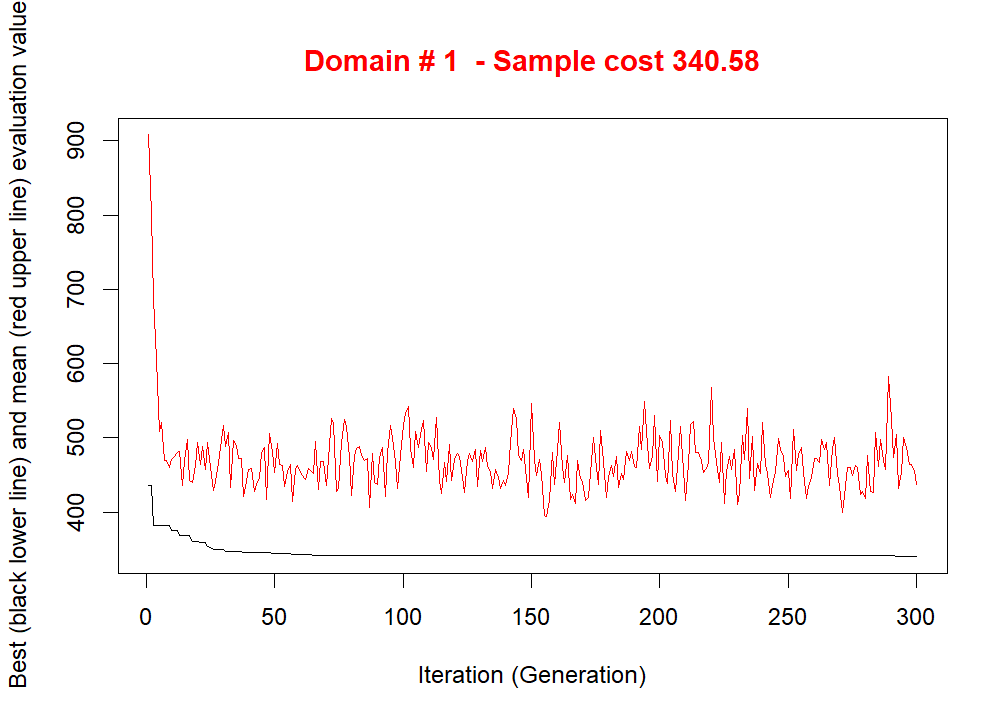 Domain # 1  - Sample cost 340.58
Best (black lower line) and mean (red upper line) evaluation value
900
800
700
600
500
400
0 50 100 150 200 250 300
Iteration (Generation)